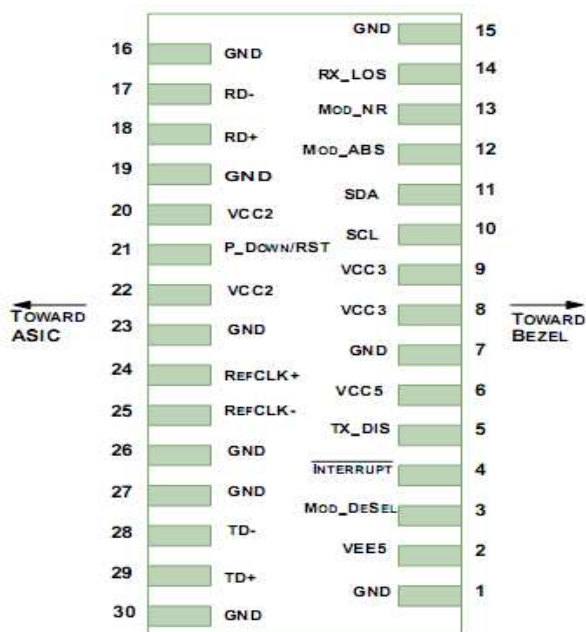 GND 15
16 GND
RX_LOS 14
17 RD-
MOD_NR 13
18 RD+
MOD_ABS 12
19 GND
SDA 11
20 VCC2
SCL 10
21 P_DOWN/RST
VCC3 9
22 VCC2
VCC3 8
TOWARD
ASIC
TOWARD
BEZEL
23 GND
GND 7
24 REFCLK+
VCC5 6
25 REFCLK-
TX_DIS 5
26 GND
INTERRUPT 4
27 GND
MOD_DESEL 3
28 TD-
VEE5 2
29 TD+
GND 1
30 GND